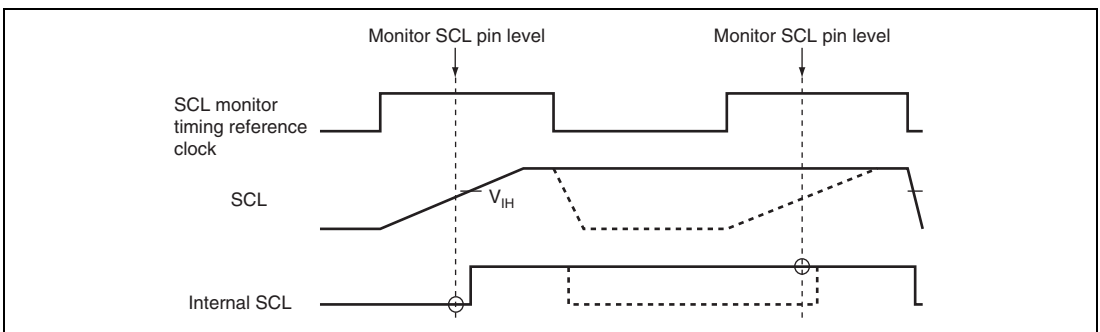 Monitor SCL pin level
Monitor SCL pin level
SCL monitor
timing reference
clock
SCL
VIH
Internal SCL